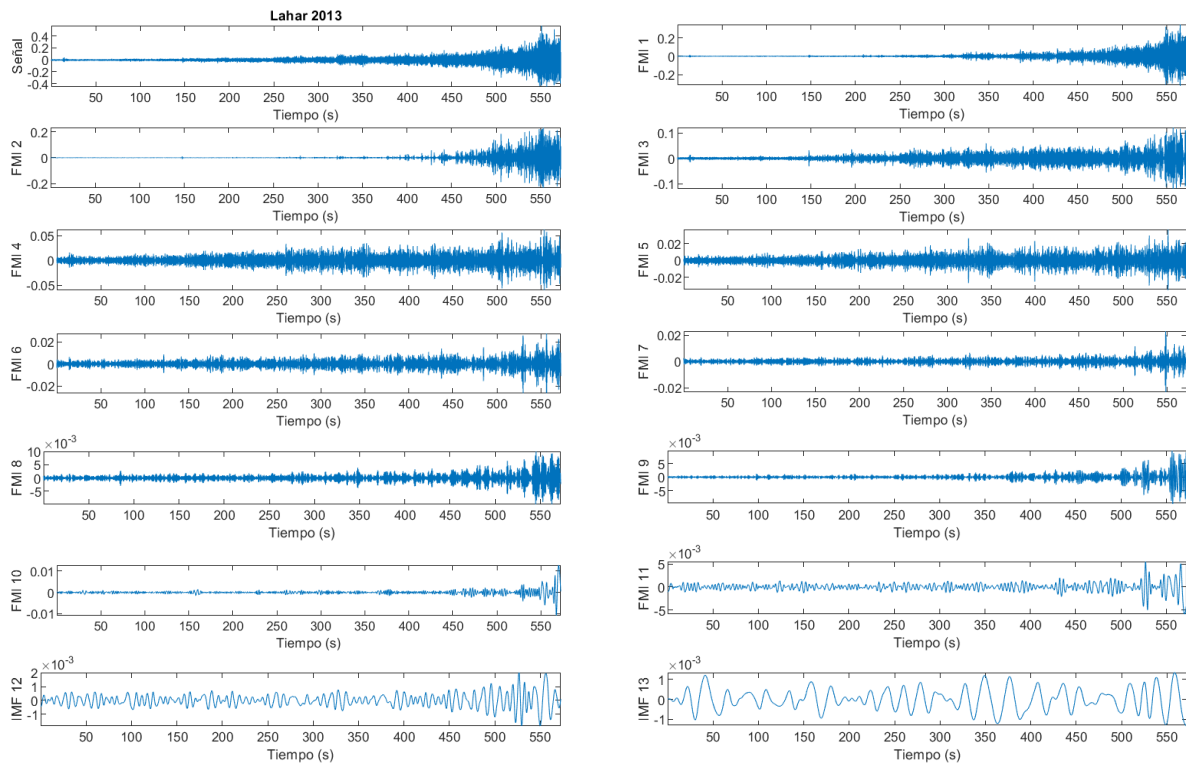 Lahar 2013
Señal
0.4
0.2
0
-0.2
-0.4
50 100 150 200 250 300 350 400 450 500 550
Tiempo (s)
FMI 1
0.2
0
-0.2
50 100 150 200 250 300 350 400 450 500 550
Tiempo (s)
FMI 2
0.2
0
-0.2
50 100 150 200 250 300 350 400 450 500 550
Tiempo (s)
FMI 3
0.1
0
-0.1
50 100 150 200 250 300 350 400 450 500 550
Tiempo (s)
FMI 4
0.05
0
-0.05
50 100 150 200 250 300 350 400 450 500 550
Tiempo (s)
FMI 5
0.02
0
-0.02
50 100 150 200 250 300 350 400 450 500 550
Tiempo (s)
FMI 6
0.02
0
-0.02
50 100 150 200 250 300 350 400 450 500 550
Tiempo (s)
FMI 7
0.02
0
-0.02
50 100 150 200 250 300 350 400 450 500 550
Tiempo (s)
×10⁻³
FMI 8
10
5
0
-5
50 100 150 200 250 300 350 400 450 500 550
Tiempo (s)
×10⁻³
FMI 9
5
0
-5
50 100 150 200 250 300 350 400 450 500 550
Tiempo (s)
FMI 10
0.01
0
-0.01
50 100 150 200 250 300 350 400 450 500 550
Tiempo (s)
×10⁻³
FMI 11
5
0
-5
50 100 150 200 250 300 350 400 450 500 550
Tiempo (s)
×10⁻³
IMF 12
2
1
0
-1
50 100 150 200 250 300 350 400 450 500 550
Tiempo (s)
×10⁻³
IMF 13
1
0
-1
50 100 150 200 250 300 350 400 450 500 550
Tiempo (s)